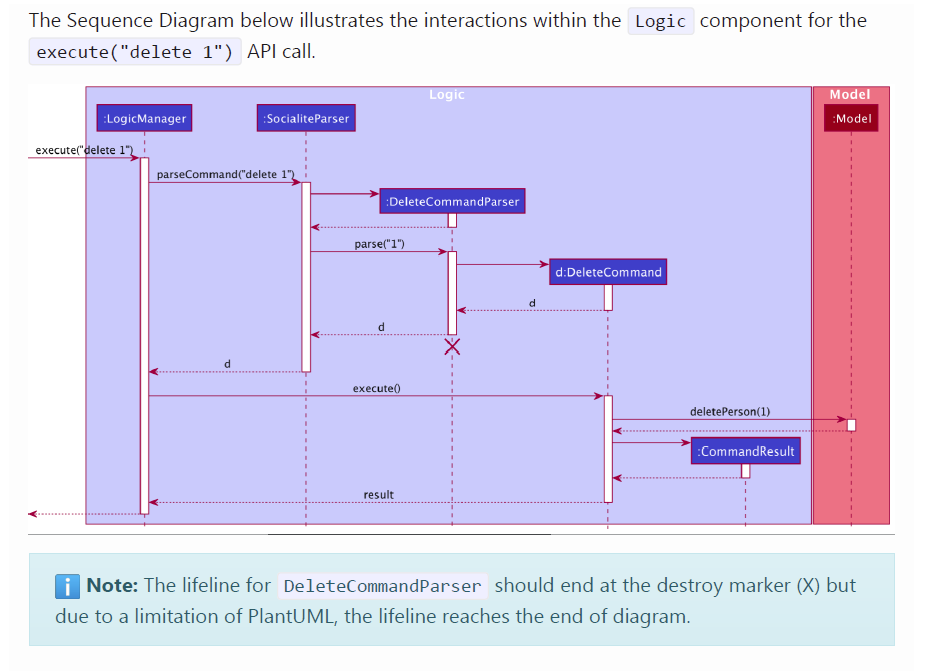 The Sequence Diagram below illustrates the interactions within the Logic component for the
execute("delete 1") API call.
Logic
Model
:LogicManager
:SocialiteParser
:Model
execute("delete 1")
parseCommand("delete 1")
:DeleteCommandParser
parse("1")
d:DeleteCommand
d
d
d
execute()
deletePerson(1)
:CommandResult
result
i Note: The lifeline for DeleteCommandParser should end at the destroy marker (X) but
due to a limitation of PlantUML, the lifeline reaches the end of diagram.